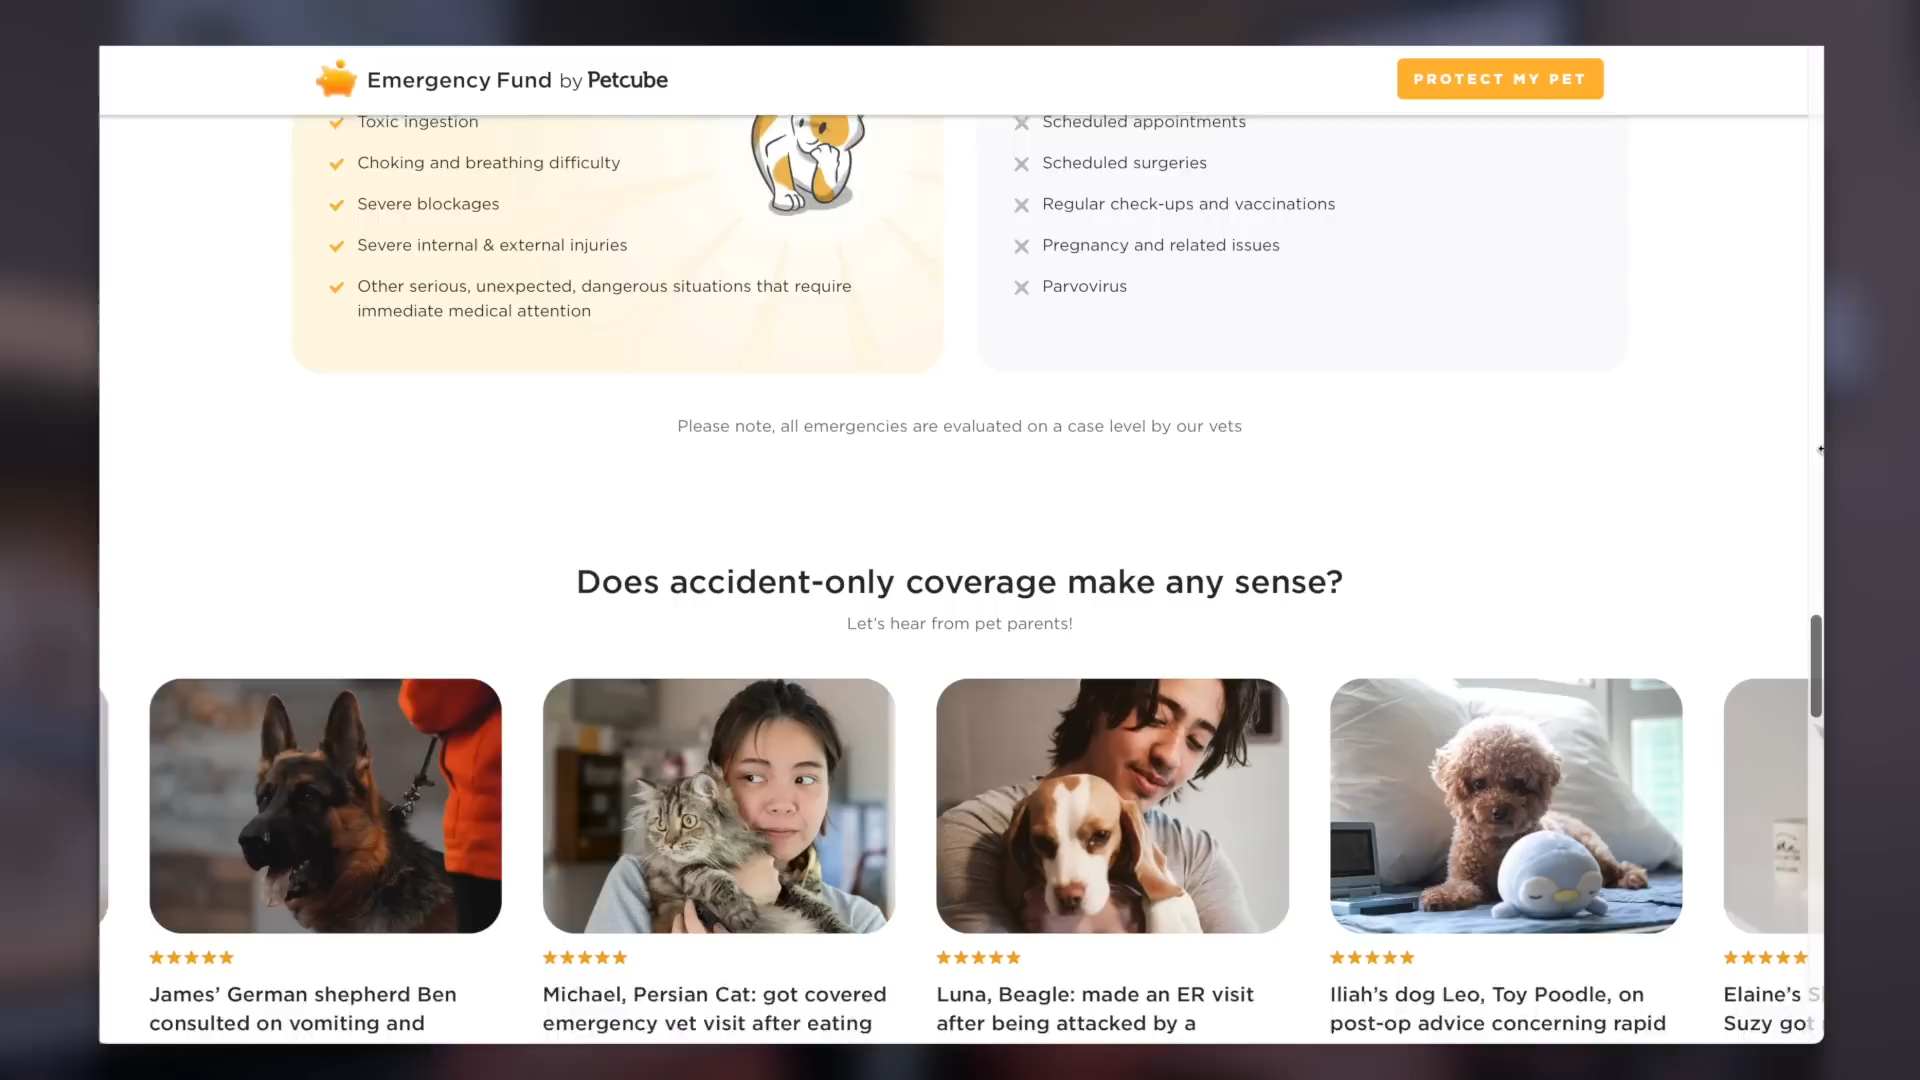 Emergency Fund by Petcube
PROTECT MY PET
Toxic ingestion
Choking and breathing difficulty
Severe blockages
Severe internal & external injuries
Other serious, unexpected, dangerous situations that require
immediate medical attention
Scheduled appointments
Scheduled surgeries
Regular check-ups and vaccinations
Pregnancy and related issues
Parvovirus
Please note, all emergencies are evaluated on a case level by our vets
Does accident-only coverage make any sense?
Let's hear from pet parents!
James' German shepherd Ben
consulted on vomiting and
Michael, Persian Cat: got covered
emergency vet visit after eating
Luna, Beagle: made an ER visit
after being attacked by a
Iliah's dog Leo, Toy Poodle, on
post-op advice concerning rapid
Elaine's
Suzy got